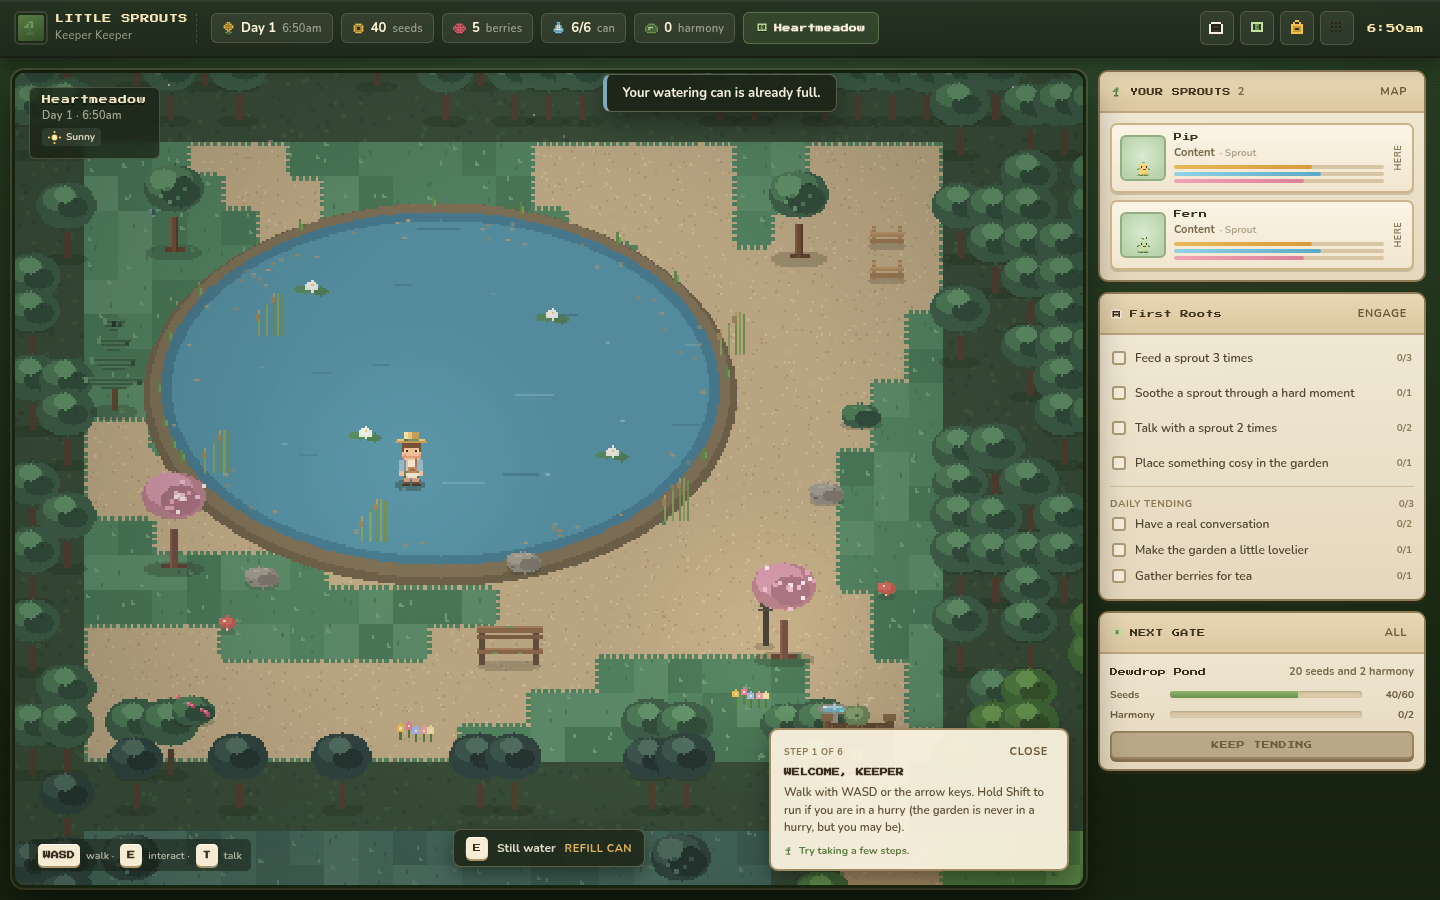 LITTLE SPROUTS
Keeper Keeper
Day 1 6:50am
40 seeds
5 berries
6/6 can
0 harmony
Heartmeadow
6:50am
Heartmeadow
Day 1 · 6:50am
Sunny
Your watering can is already full.
YOUR SPROUTS 2
MAP
Pip
Content · Sprout
HERE
Fern
Content · Sprout
HERE
First Roots
ENGAGE
Feed a sprout 3 times 0/3
Soothe a sprout through a hard moment 0/1
Talk with a sprout 2 times 0/2
Place something cosy in the garden 0/1
DAILY TENDING 0/3
Have a real conversation 0/2
Make the garden a little lovelier 0/1
Gather berries for tea 0/1
NEXT GATE
ALL
Dewdrop Pond 20 seeds and 2 harmony
Seeds 40/60
Harmony 0/2
KEEP TENDING
STEP 1 OF 6
CLOSE
WELCOME, KEEPER
Walk with WASD or the arrow keys. Hold Shift to
run if you are in a hurry (the garden is never in a
hurry, but you may be).
Try taking a few steps.
WASD walk · E interact · T talk
E Still water REFILL CAN